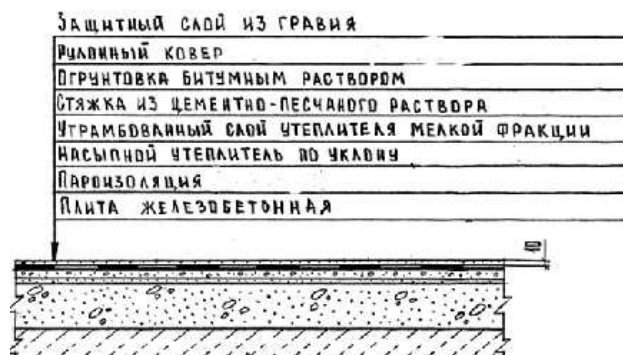 Защитный слой из гравия
Рулонный ковер
Огрунтовка битумным раствором
Стяжка из цементно-песчаного раствора
Утрамбованный слой утеплителя мелкой фракции
Насыпной утеплитель по уклону
Пароизоляция
Плита железобетонная
10